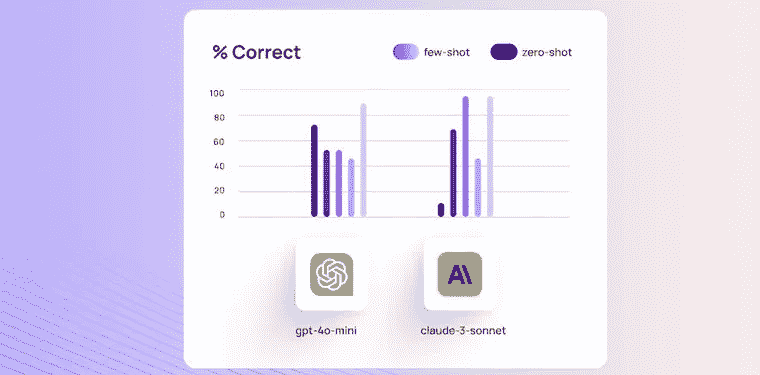 % Correct
few-shot
zero-shot
100
80
60
40
20
0
gpt-4o-mini
claude-3-sonnet